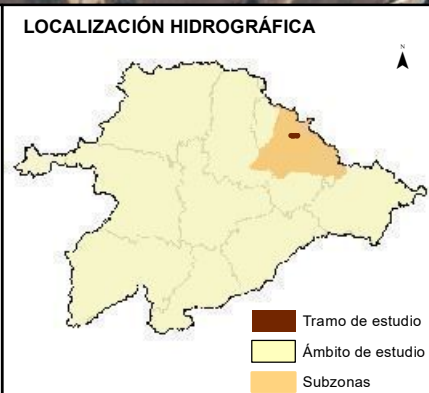 LOCALIZACIÓN HIDROGRÁFICA
N
Tramo de estudio
Ámbito de estudio
Subzonas